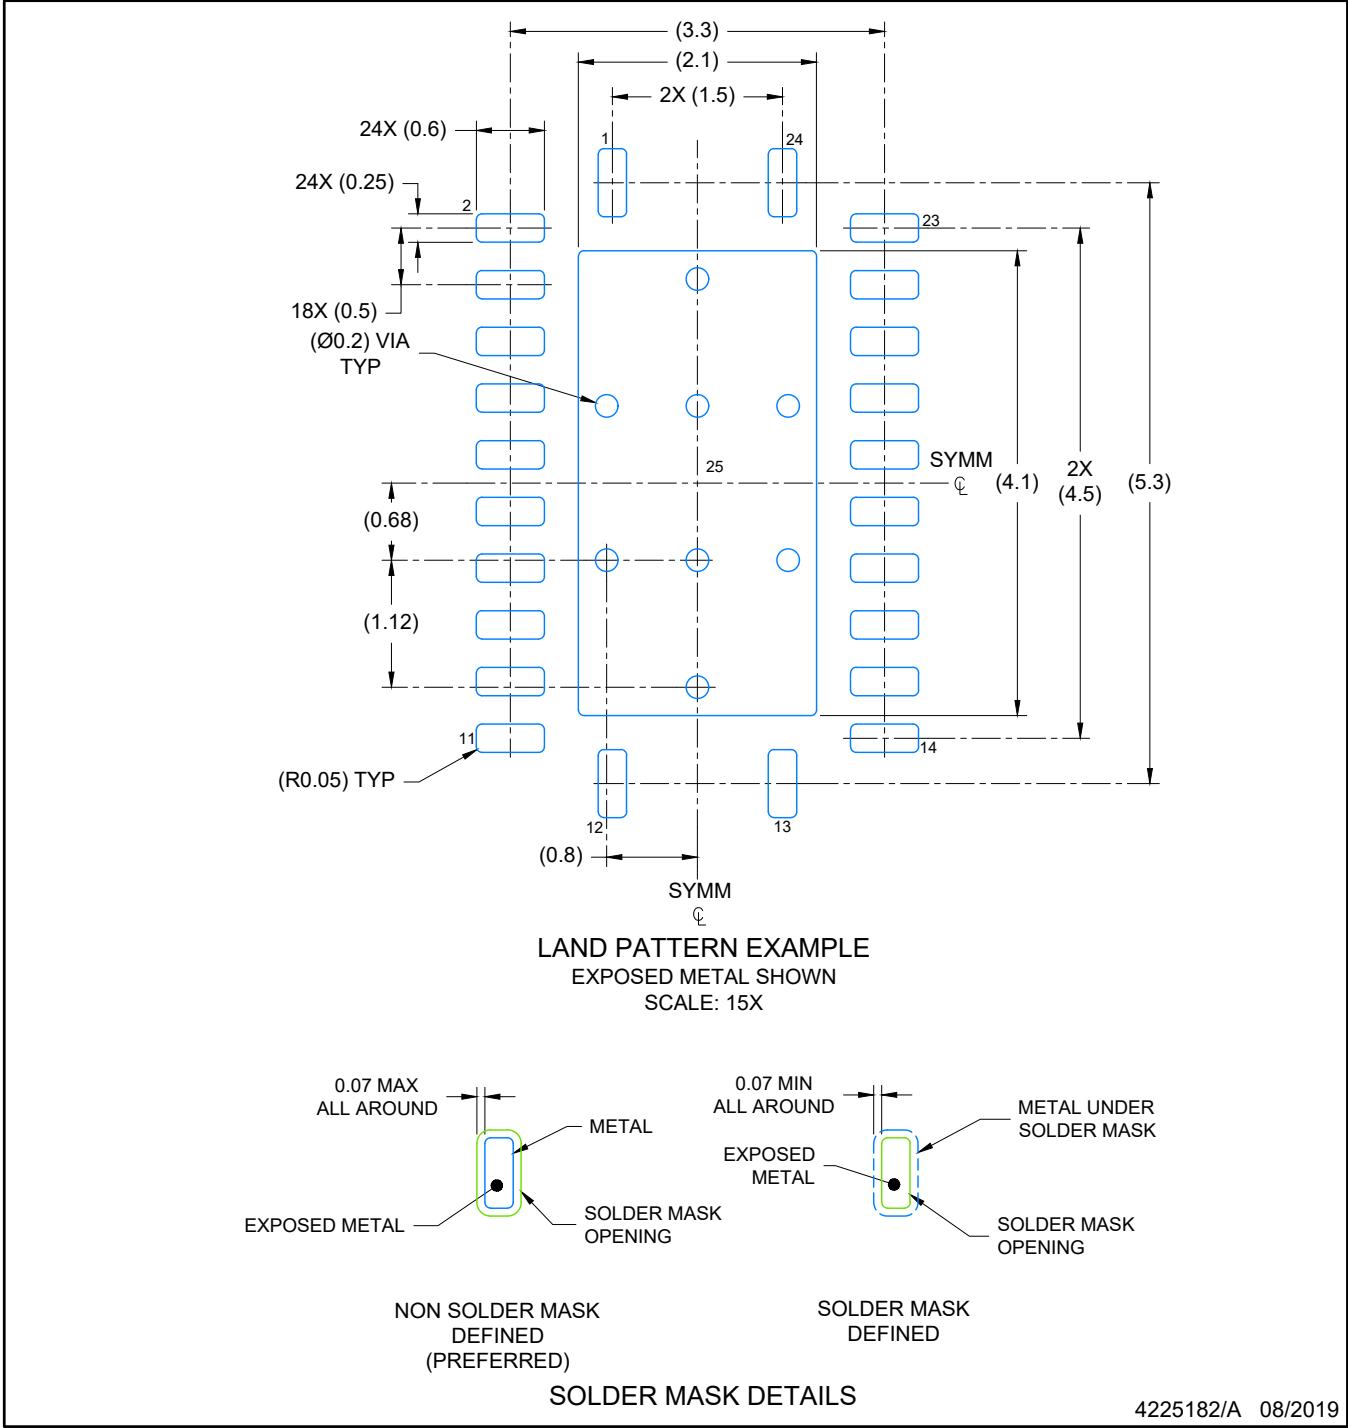 (3.3)
(2.1)
2X (1.5)
24X (0.6)
1
24
24X (0.25)
2
23
18X (0.5)
(Ø0.2) VIA
TYP
25
SYMM
℄
(4.1)
2X
(4.5)
(5.3)
(0.68)
(1.12)
11
14
(R0.05) TYP
12
13
(0.8)
SYMM
℄
LAND PATTERN EXAMPLE
EXPOSED METAL SHOWN
SCALE: 15X
0.07 MAX
ALL AROUND
METAL
EXPOSED METAL
SOLDER MASK
OPENING
NON SOLDER MASK
DEFINED
(PREFERRED)
0.07 MIN
ALL AROUND
METAL UNDER
SOLDER MASK
EXPOSED
METAL
SOLDER MASK
OPENING
SOLDER MASK
DEFINED
SOLDER MASK DETAILS
4225182/A 08/2019